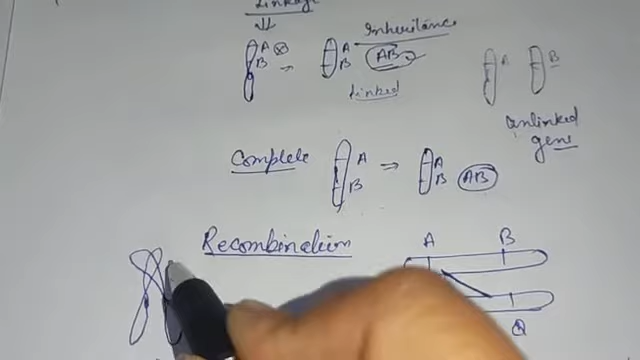 Linkage
Inheritance
A
B
A
B
AB
Linked
A
B
unlinked
gene
Complete
A
B
A
B
AB
Recombination
A
B